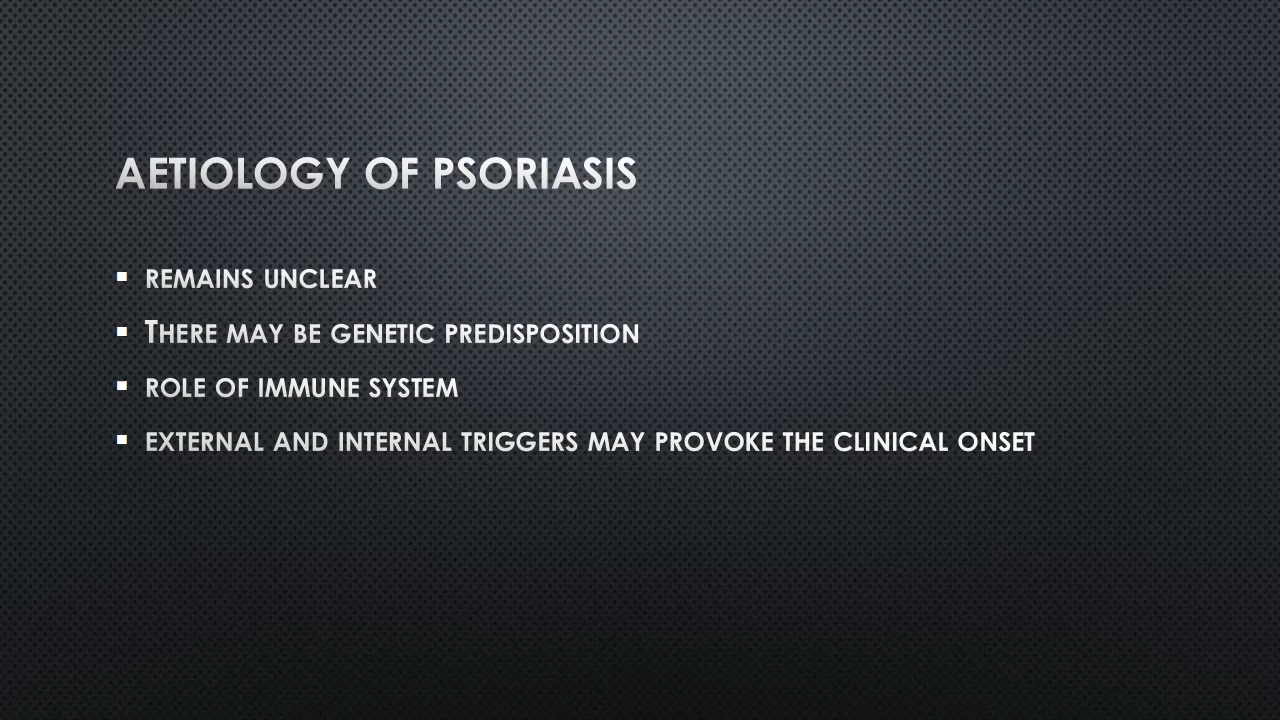 AETIOLOGY OF PSORIASIS
▪ REMAINS UNCLEAR
▪ THERE MAY BE GENETIC PREDISPOSITION
▪ ROLE OF IMMUNE SYSTEM
▪ EXTERNAL AND INTERNAL TRIGGERS MAY PROVOKE THE CLINICAL ONSET